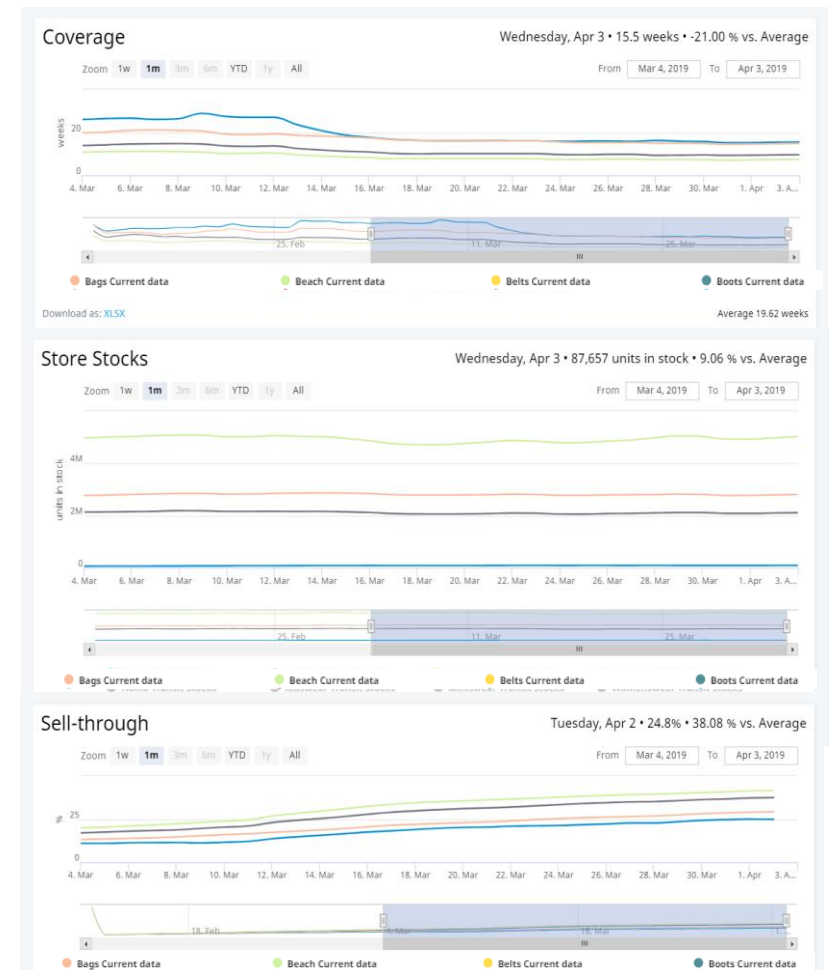 Coverage
Wednesday, Apr 3 • 15.5 weeks • -21.00 % vs. Average
Zoom 1w 1m 3m 6m YTD 1y All From Mar 4, 2019 To Apr 3, 2019
weeks
20
0
4. Mar 6. Mar 8. Mar 10. Mar 12. Mar 14. Mar 16. Mar 18. Mar 20. Mar 22. Mar 24. Mar 26. Mar 28. Mar 30. Mar 1. Apr 3. A...
25. Feb 11. Mar 25. Mar
Bags Current data Beach Current data Belts Current data Boots Current data
Download as: XLSX Average 19.62 weeks
Store Stocks
Wednesday, Apr 3 • 87,657 units in stock • 9.06 % vs. Average
Zoom 1w 1m 3m 6m YTD 1y All From Mar 4, 2019 To Apr 3, 2019
units in stock
4M
2M
0
4. Mar 6. Mar 8. Mar 10. Mar 12. Mar 14. Mar 16. Mar 18. Mar 20. Mar 22. Mar 24. Mar 26. Mar 28. Mar 30. Mar 1. Apr 3. A...
25. Feb 11. Mar 25. Mar
Bags Current data Beach Current data Belts Current data Boots Current data
Sell-through
Tuesday, Apr 2 • 24.8% • 38.08 % vs. Average
Zoom 1w 1m 3m 6m YTD 1y All From Mar 4, 2019 To Apr 3, 2019
%
25
0
4. Mar 6. Mar 8. Mar 10. Mar 12. Mar 14. Mar 16. Mar 18. Mar 20. Mar 22. Mar 24. Mar 26. Mar 28. Mar 30. Mar 1. Apr 3. A...
18. Feb 4. Mar 18. Mar 1. ...
Bags Current data Beach Current data Belts Current data Boots Current data